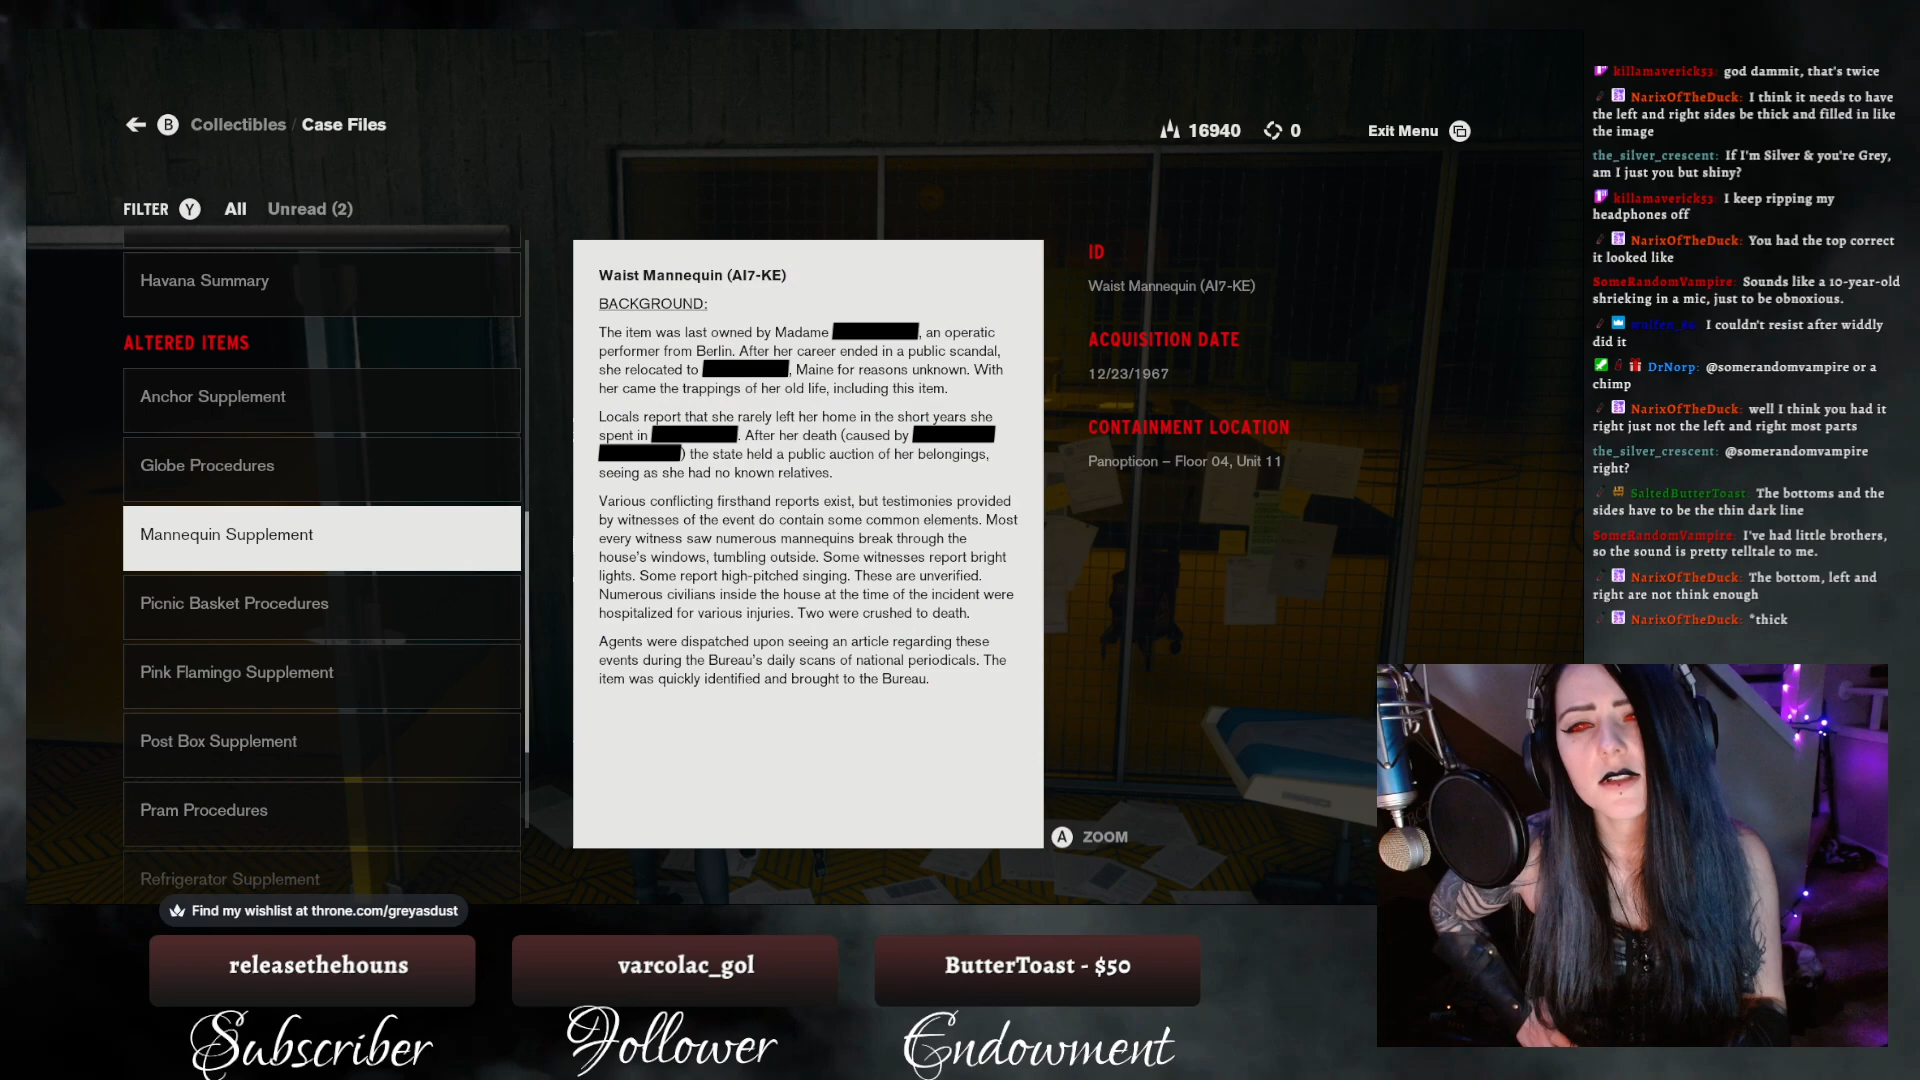 B Collectibles / Case Files
16940 0 Exit Menu
FILTER Y All Unread (2)
Havana Summary
ALTERED ITEMS
Anchor Supplement
Globe Procedures
Mannequin Supplement
Picnic Basket Procedures
Pink Flamingo Supplement
Post Box Supplement
Pram Procedures
Refrigerator Supplement
Waist Mannequin (AI7-KE)
BACKGROUND:
The item was last owned by Madame , an operatic
performer from Berlin. After her career ended in a public scandal,
she relocated to , Maine for reasons unknown. With
her came the trappings of her old life, including this item.
Locals report that she rarely left her home in the short years she
spent in . After her death (caused by
) the state held a public auction of her belongings,
seeing as she had no known relatives.
Various conflicting firsthand reports exist, but testimonies provided
by witnesses of the event do contain some common elements. Most
every witness saw numerous mannequins break through the
house's windows, tumbling outside. Some witnesses report bright
lights. Some report high-pitched singing. These are unverified.
Numerous civilians inside the house at the time of the incident were
hospitalized for various injuries. Two were crushed to death.
Agents were dispatched upon seeing an article regarding these
events during the Bureau's daily scans of national periodicals. The
item was quickly identified and brought to the Bureau.
A ZOOM
ID
Waist Mannequin (AI7-KE)
ACQUISITION DATE
12/23/1967
CONTAINMENT LOCATION
Panopticon – Floor 04, Unit 11
killamaverick53: god dammit, that's twice
NarixOfTheDuck: I think it needs to have
the left and right sides be thick and filled in like
the image
the_silver_crescent: If I'm Silver & you're Grey,
am I just you but shiny?
killamaverick53: I keep ripping my
headphones off
NarixOfTheDuck: You had the top correct
it looked like
SomeRandomVampire: Sounds like a 10-year-old
shrieking in a mic, just to be obnoxious.
I couldn't resist after widdly
did it
DrNorp: @somerandomvampire or a
chimp
NarixOfTheDuck: well I think you had it
right just not the left and right most parts
the_silver_crescent: @somerandomvampire
right?
SaltedButterToast: The bottoms and the
sides have to be the thin dark line
SomeRandomVampire: I've had little brothers,
so the sound is pretty telltale to me.
NarixOfTheDuck: The bottom, left and
right are not think enough
NarixOfTheDuck: *thick
Find my wishlist at throne.com/greyasdust
releasethehouns
varcolac_gol
ButterToast - $50
Subscriber
Follower
Endowment